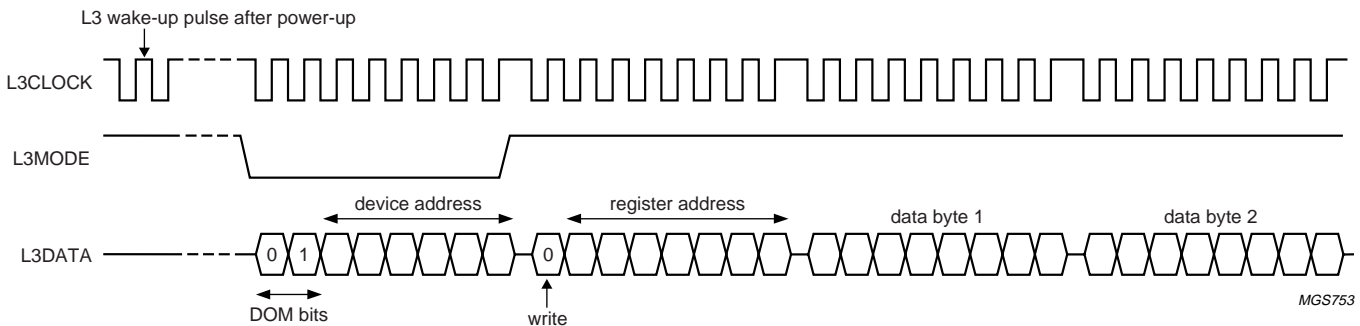 L3 wake-up pulse after power-up
L3CLOCK
L3MODE
device address
register address
data byte 1
data byte 2
L3DATA
0
1
0
DOM bits
write
MGS753